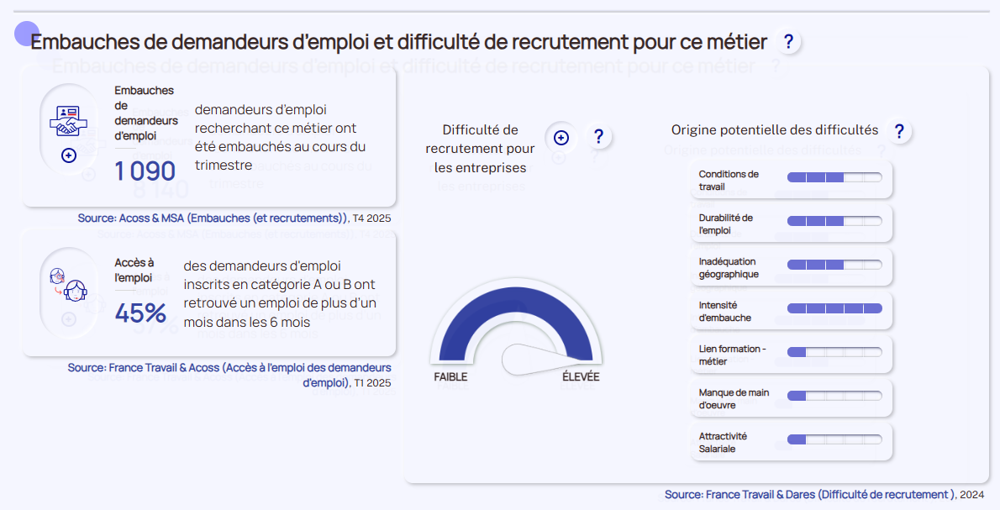 Embauches de demandeurs d'emploi et difficulté de recrutement pour ce métier ?
Embauches
de
demandeurs
d'emploi
1 090
demandeurs d'emploi
recherchant ce métier ont
été embauchés au cours du
trimestre
Source: Acoss & MSA (Embauches (et recrutements)), T4 2025
Accès à
l'emploi
45%
des demandeurs d'emploi
inscrits en catégorie A ou B ont
retrouvé un emploi de plus d'un
mois dans les 6 mois
Source: France Travail & Acoss (Accès à l'emploi des demandeurs
d'emploi), T1 2025
Difficulté de
recrutement pour
les entreprises
?
FAIBLE
ÉLEVÉE
Origine potentielle des difficultés ?
Conditions de
travail
Durabilité de
l'emploi
Inadéquation
géographique
Intensité
d'embauche
Lien formation -
métier
Manque de main
d'oeuvre
Attractivité
Salariale
Source: France Travail & Dares (Difficulté de recrutement ), 2024